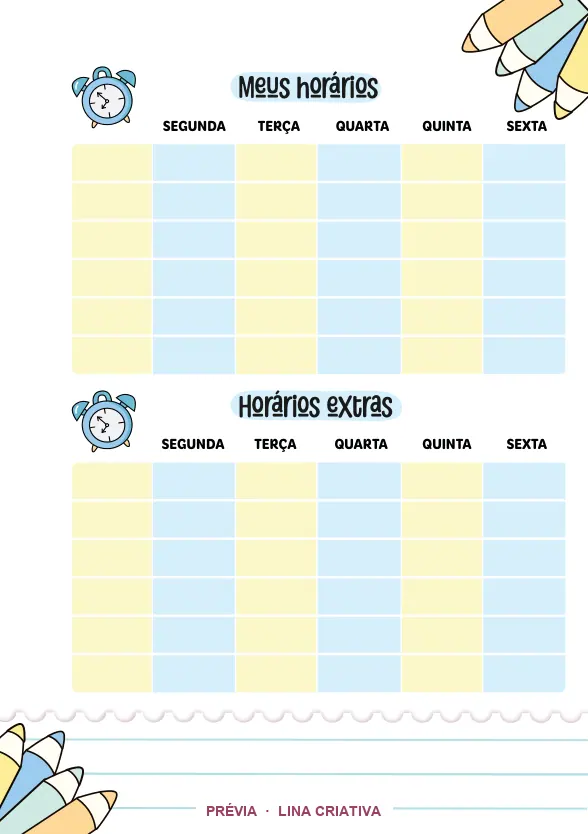 Meus horários
SEGUNDA TERÇA QUARTA QUINTA SEXTA
Horários extras
SEGUNDA TERÇA QUARTA QUINTA SEXTA
PRÉVIA · LINA CRIATIVA